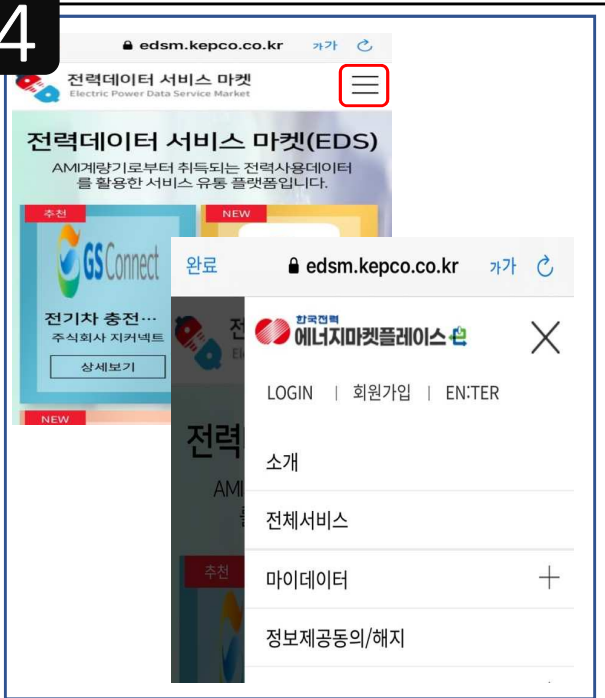 4
edsm.kepco.co.kr 가가
전력데이터 서비스 마켓
Electric Power Data Service Market
전력데이터 서비스 마켓(EDS)
AMI계량기로부터 취득되는 전력사용데이터
를 활용한 서비스 유통 플랫폼입니다.
추천
NEW
GS Connect
전기차 충전…
주식회사 지커넥트
상세보기
NEW
완료 edsm.kepco.co.kr 가가
한국전력
에너지마켓플레이스
LOGIN | 회원가입 | EN:TER
소개
전체서비스
마이데이터
정보제공동의/해지
전
El
전력
AMI
추천